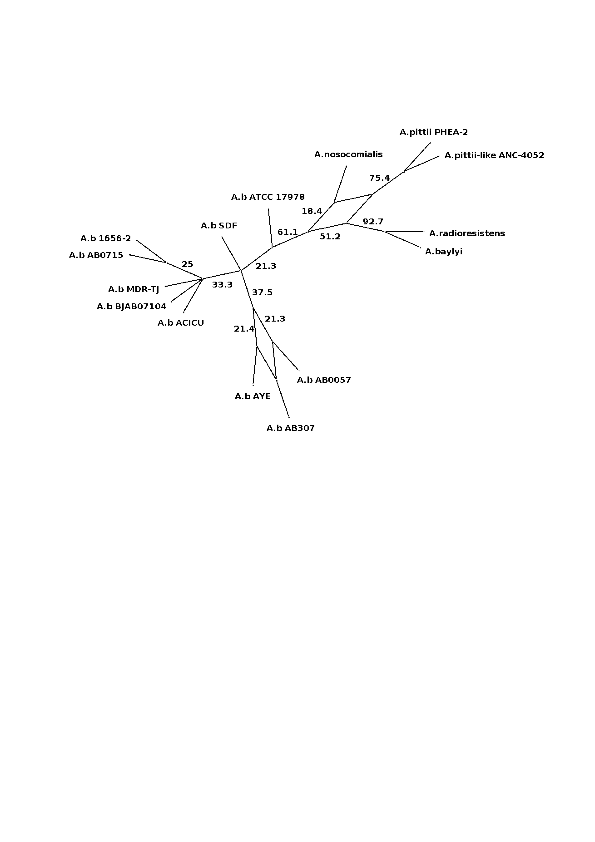 A.pittii PHEA-2
A.nosocomialis
A.pittii-like ANC-4052
75.4
A.b ATCC 17978
18.4
A.b SDF
92.7
61.1
A.radioresistens
51.2
A.b 1656-2
A.baylyi
A.b AB0715
25
21.3
33.3
A.b MDR-TJ
37.5
A.b BJAB07104
A.b ACICU
21.3
21.4
A.b AB0057
A.b AYE
A.b AB307